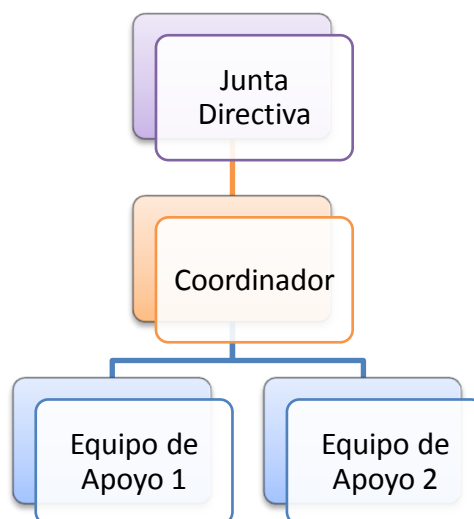 Junta
Directiva
Coordinador
Equipo de
Apoyo 1
Equipo de
Apoyo 2